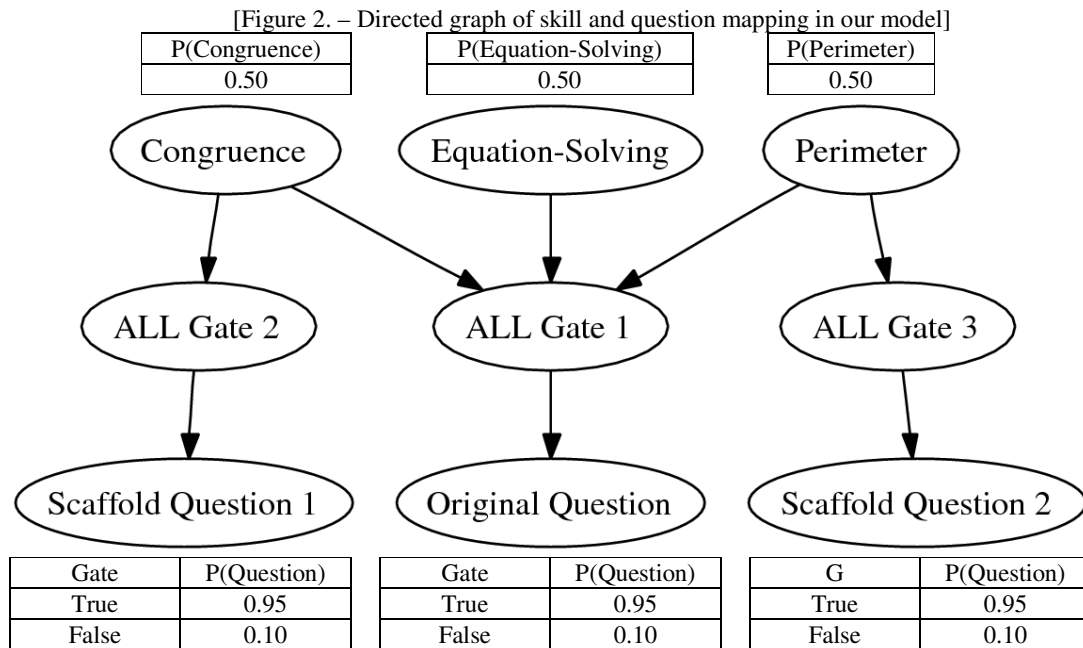 [Figure 2. – Directed graph of skill and question mapping in our model]
P(Congruence) P(Equation-Solving) P(Perimeter)
0.50 0.50 0.50
Congruence Equation-Solving Perimeter
ALL Gate 2 ALL Gate 1 ALL Gate 3
Scaffold Question 1 Original Question Scaffold Question 2
Gate P(Question) Gate P(Question) G P(Question)
True 0.95 True 0.95 True 0.95
False 0.10 False 0.10 False 0.10